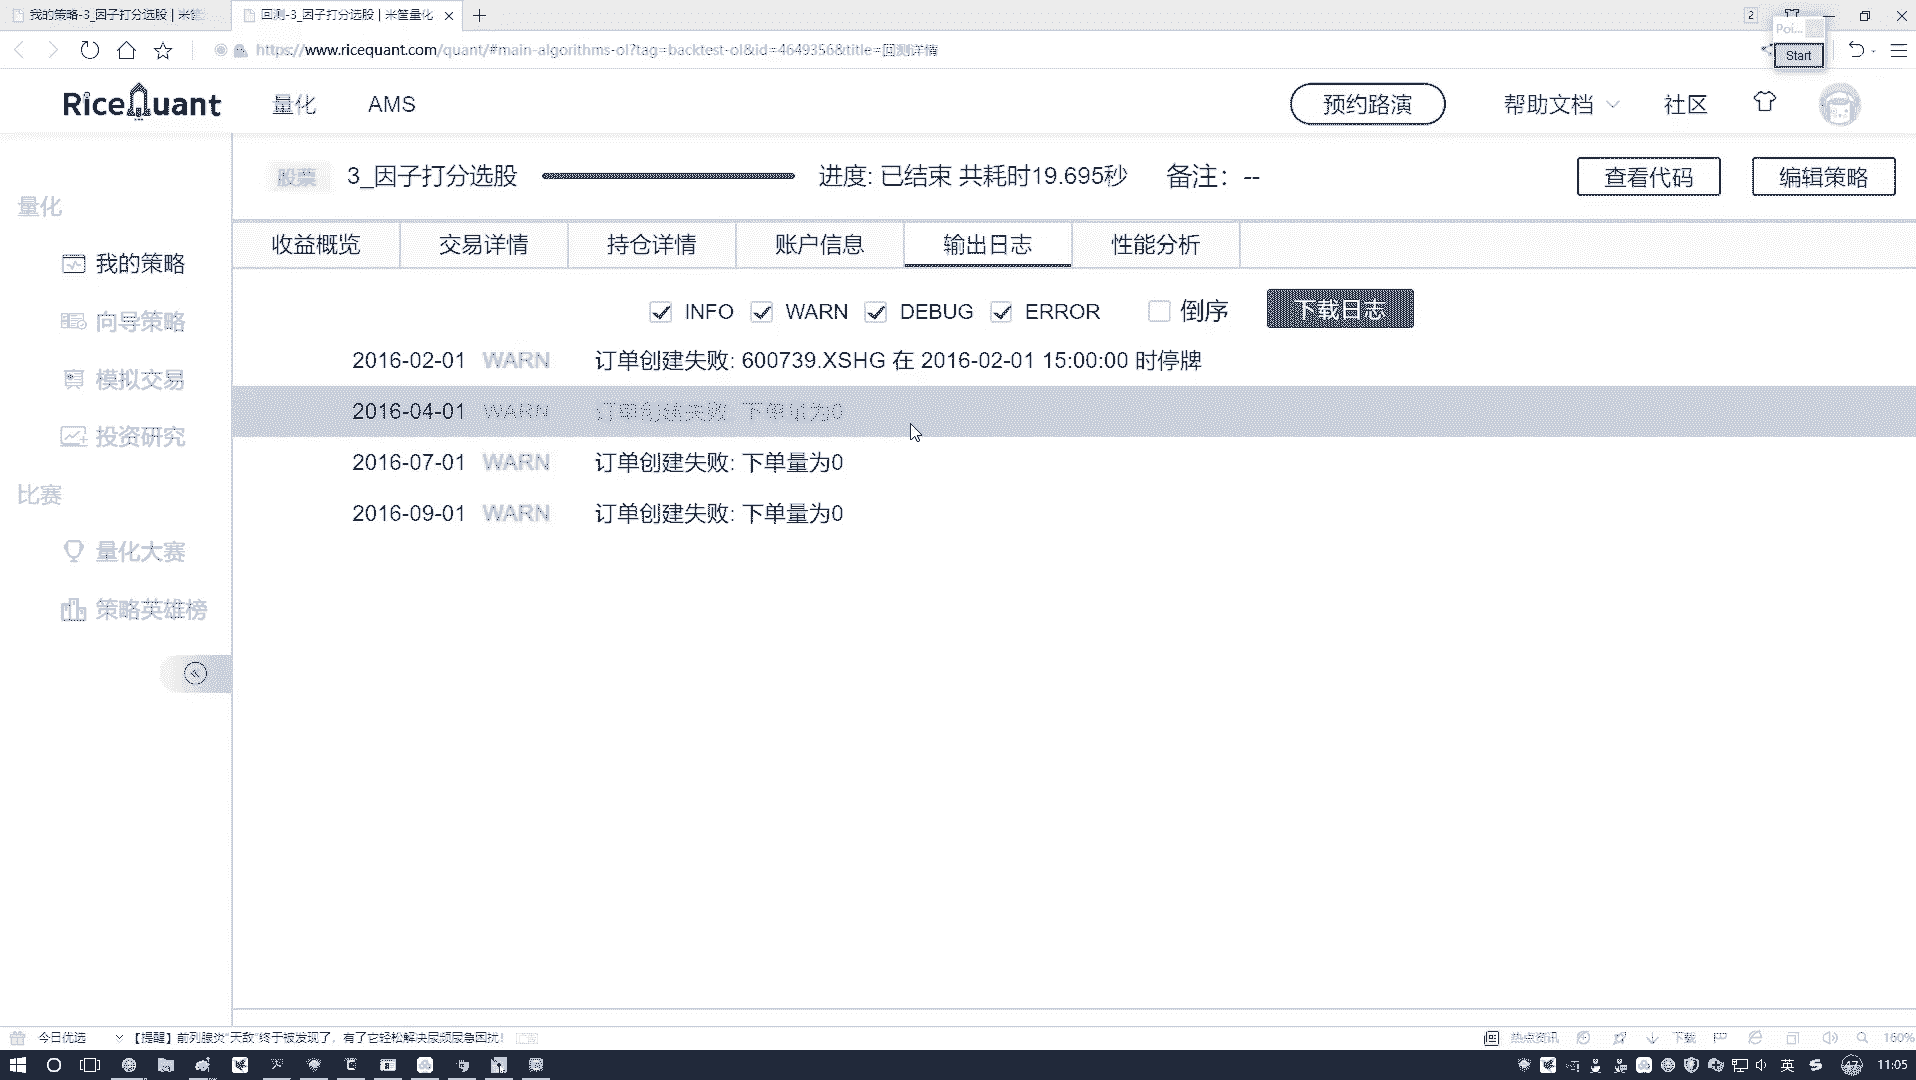 我的策略-3_因子打分选股 | 米筐
回测-3_因子打分选股 | 米筐量化
2
Poi...
Start
https://www.ricequant.com/quant/#main-algorithms-ol?tag=backtest-ol&id=4649356&title=回测详情
RiceQuant
量化
AMS
预约路演
帮助文档
社区
股票
3_因子打分选股
进度: 已结束 共耗时19.695秒
备注: --
查看代码
编辑策略
量化
我的策略
向导策略
模拟交易
投资研究
比赛
量化大赛
策略英雄榜
收益概览
交易详情
持仓详情
账户信息
输出日志
性能分析
INFO
WARN
DEBUG
ERROR
倒序
下载日志
2016-02-01 WARN 订单创建失败: 600739.XSHG 在 2016-02-01 15:00:00 时停牌
2016-04-01 WARN 订单创建失败: 下单量为0
2016-07-01 WARN 订单创建失败: 下单量为0
2016-09-01 WARN 订单创建失败: 下单量为0
今日优选
【提醒】前列腺炎"天敌"终于被发现了，有了它轻松解决尿频尿急困扰!
热点资讯
下载
160%
英
47
11:05